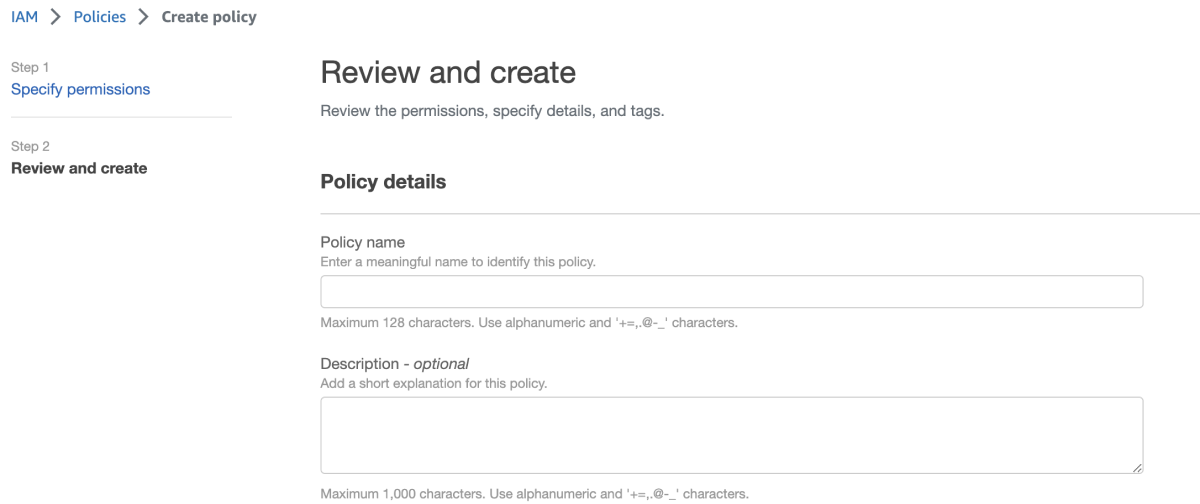 IAM > Policies > Create policy
Step 1
Specify permissions
Step 2
Review and create
Review and create
Review the permissions, specify details, and tags.
Policy details
Policy name
Enter a meaningful name to identify this policy.
Maximum 128 characters. Use alphanumeric and '+=,.@-_' characters.
Description - optional
Add a short explanation for this policy.
Maximum 1,000 characters. Use alphanumeric and '+=,.@-_' characters.